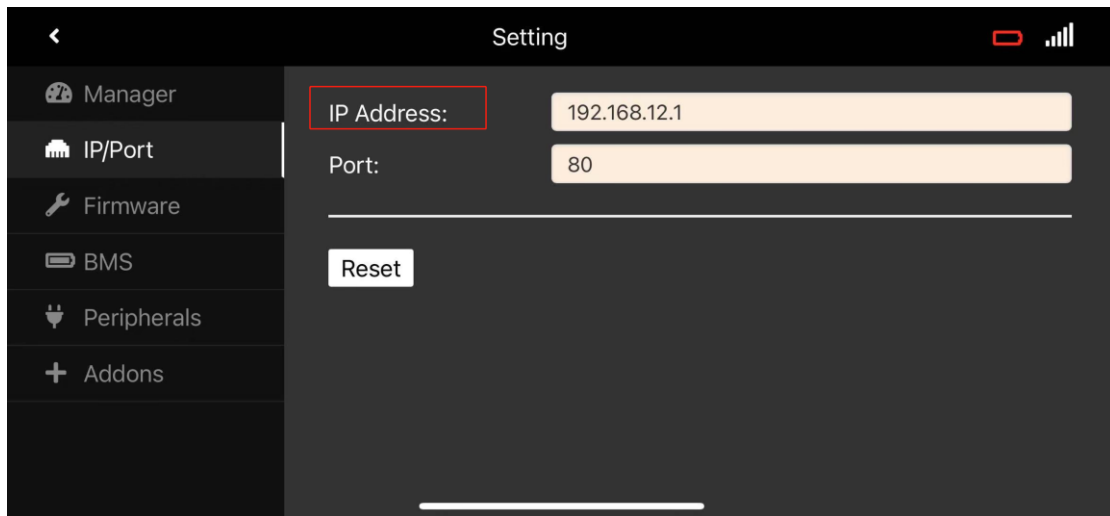 Setting
Manager
IP/Port
Firmware
BMS
Peripherals
Addons
IP Address: 192.168.12.1
Port: 80
Reset